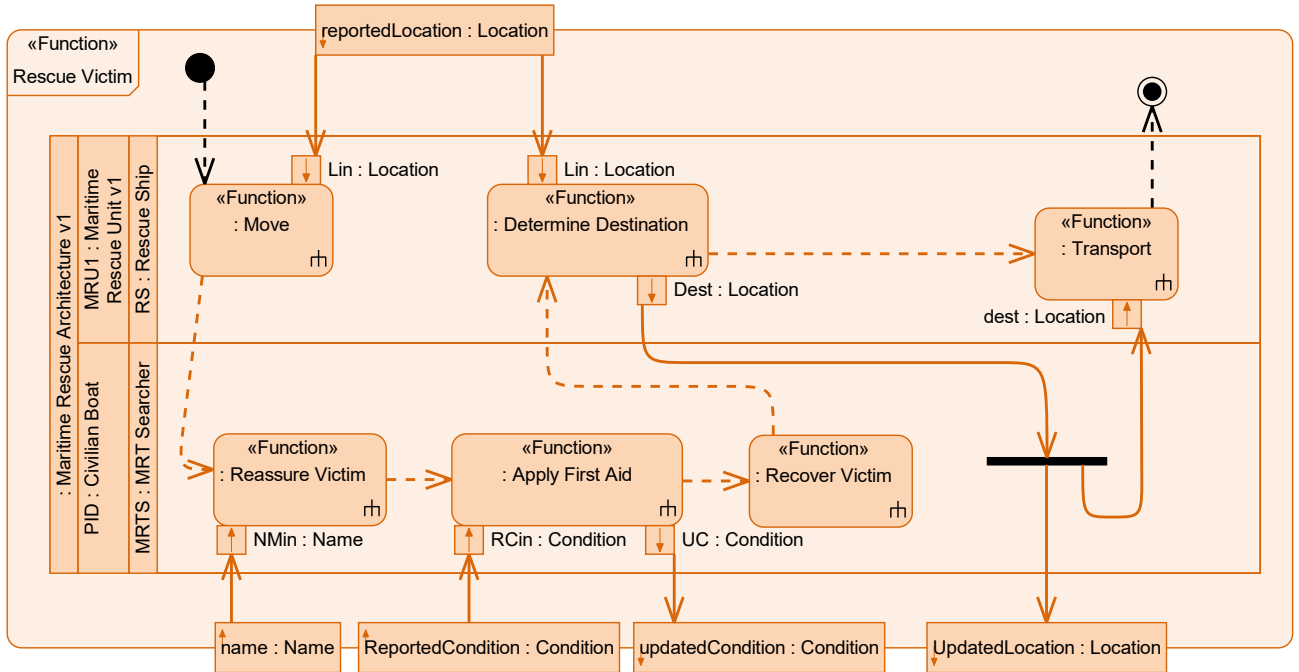 «Function»
Rescue Victim
reportedLocation : Location
Lin : Location
Lin : Location
: Maritime Rescue Architecture v1
MRU1 : Maritime
Rescue Unit v1
RS : Rescue Ship
«Function»
: Move
«Function»
: Determine Destination
«Function»
: Transport
Dest : Location
dest : Location
PID : Civilian Boat
MRTS : MRT Searcher
«Function»
: Reassure Victim
«Function»
: Apply First Aid
«Function»
: Recover Victim
NMin : Name
RCin : Condition
UC : Condition
name : Name
ReportedCondition : Condition
updatedCondition : Condition
UpdatedLocation : Location